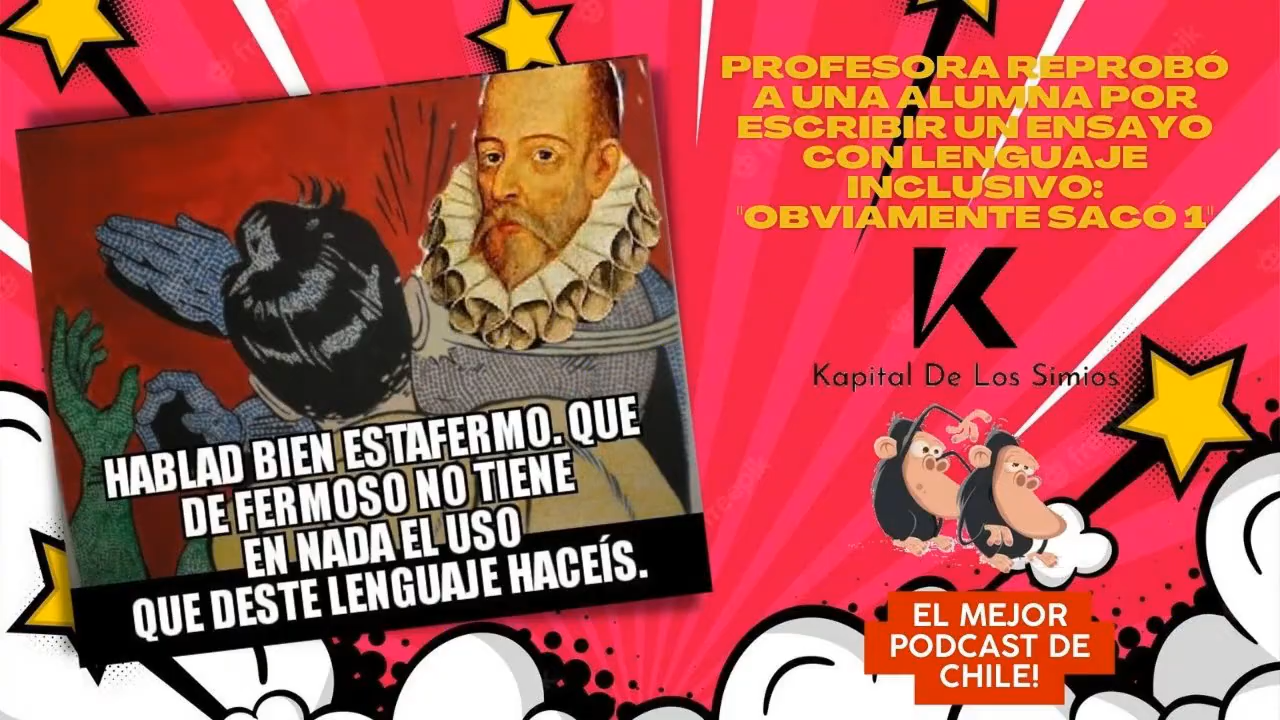 HABLAD BIEN ESTAFERMO. QUE
DE FERMOSO NO TIENE
EN NADA EL USO
QUE DESTE LENGUAJE HACEÍS.
PROFESORA REPROBÓ
A UNA ALUMNA POR
ESCRIBIR UN ENSAYO
CON LENGUAJE
INCLUSIVO:
"OBVIAMENTE SACÓ 1"
K
Kapital De Los Simios
EL MEJOR
PODCAST DE
CHILE!